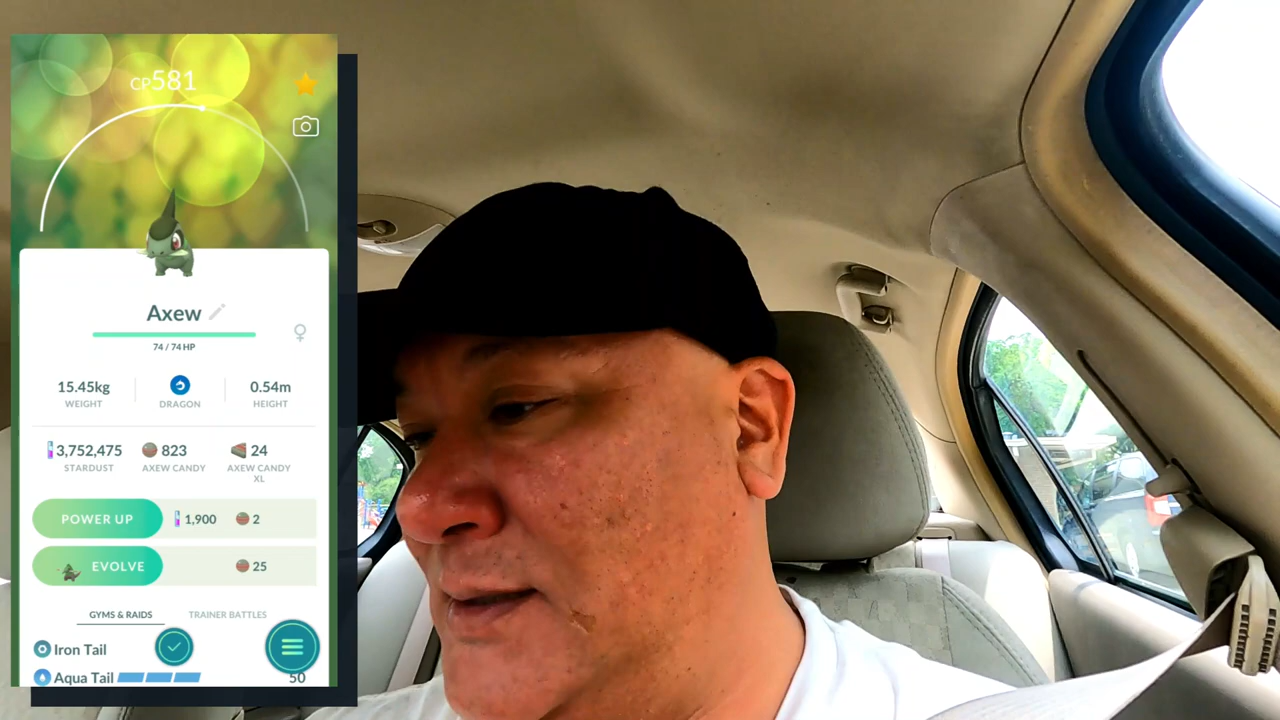 CP581
Axew
74 / 74 HP
15.45kg
WEIGHT
DRAGON
0.54m
HEIGHT
3,752,475
STARDUST
823
AXEW CANDY
24
AXEW CANDY XL
POWER UP
1,900
2
EVOLVE
25
GYMS & RAIDS
TRAINER BATTLES
Iron Tail
Aqua Tail
50